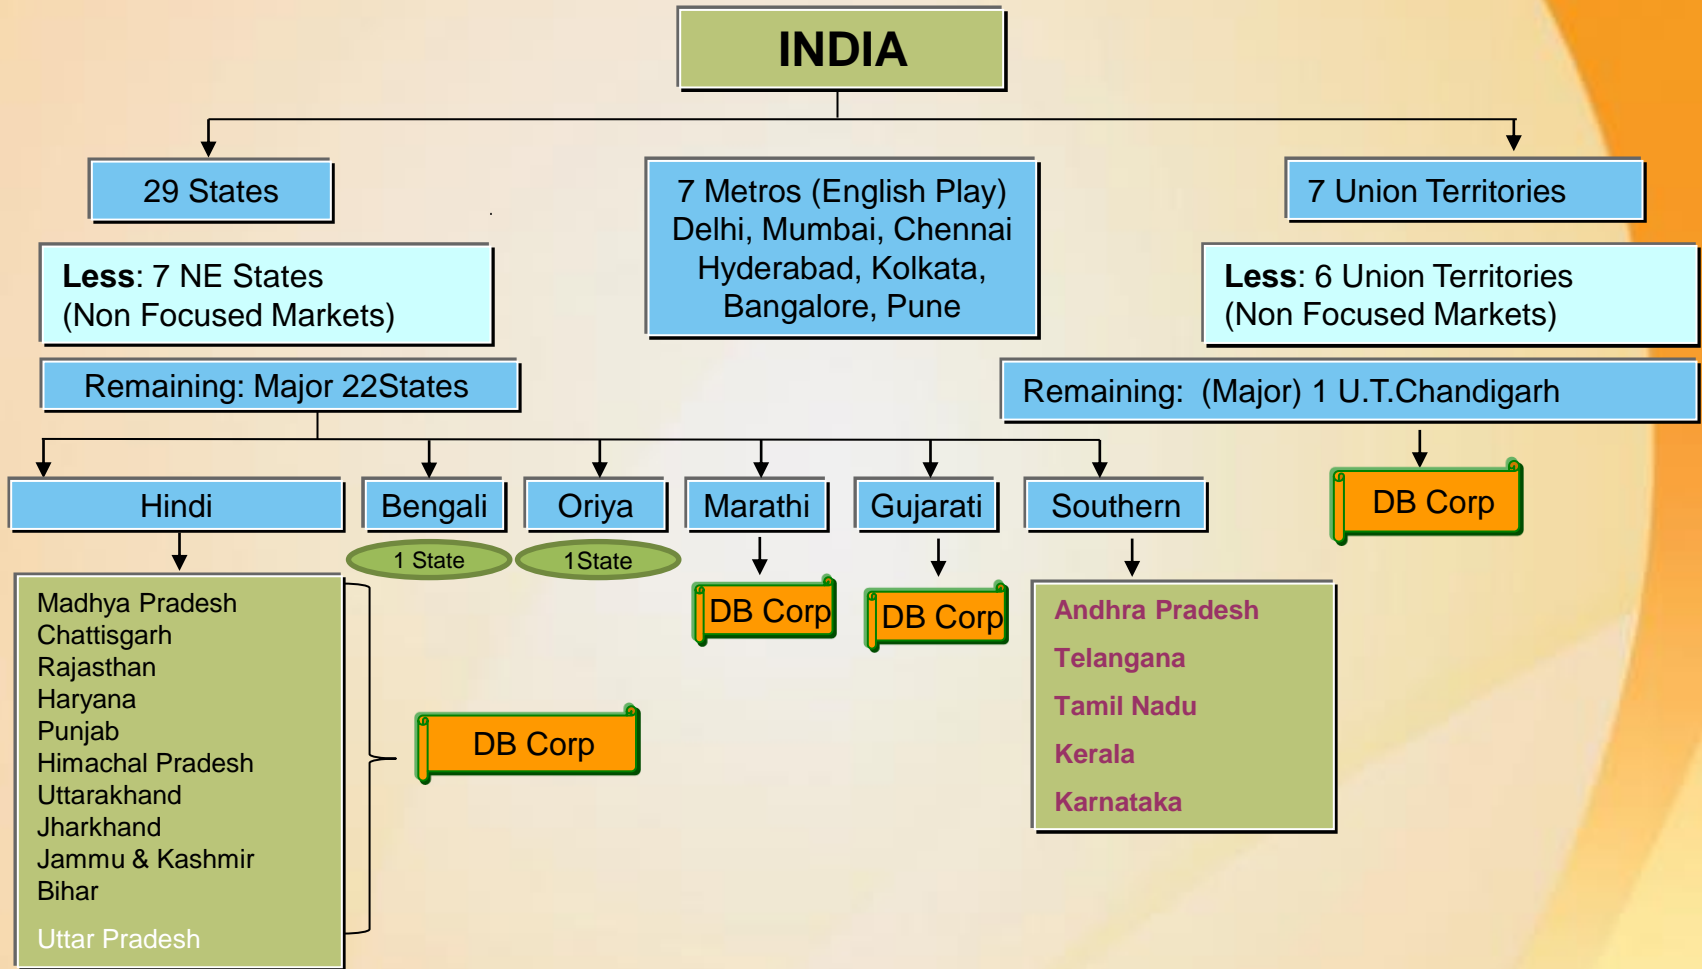 INDIA
29 States
7 Metros (English Play)
Delhi, Mumbai, Chennai
Hyderabad, Kolkata,
Bangalore, Pune
7 Union Territories
Less: 7 NE States
(Non Focused Markets)
Less: 6 Union Territories
(Non Focused Markets)
Remaining: Major 22States
Remaining:  (Major) 1 U.T.Chandigarh
Hindi
Bengali
Oriya
Marathi
Gujarati
Southern
DB Corp
1 State
1State
DB Corp
DB Corp
Madhya Pradesh
Chattisgarh
Rajasthan
Haryana
Punjab
Himachal Pradesh
Uttarakhand
Jharkhand
Jammu & Kashmir
Bihar
Uttar Pradesh
DB Corp
Andhra Pradesh
Telangana
Tamil Nadu
Kerala
Karnataka